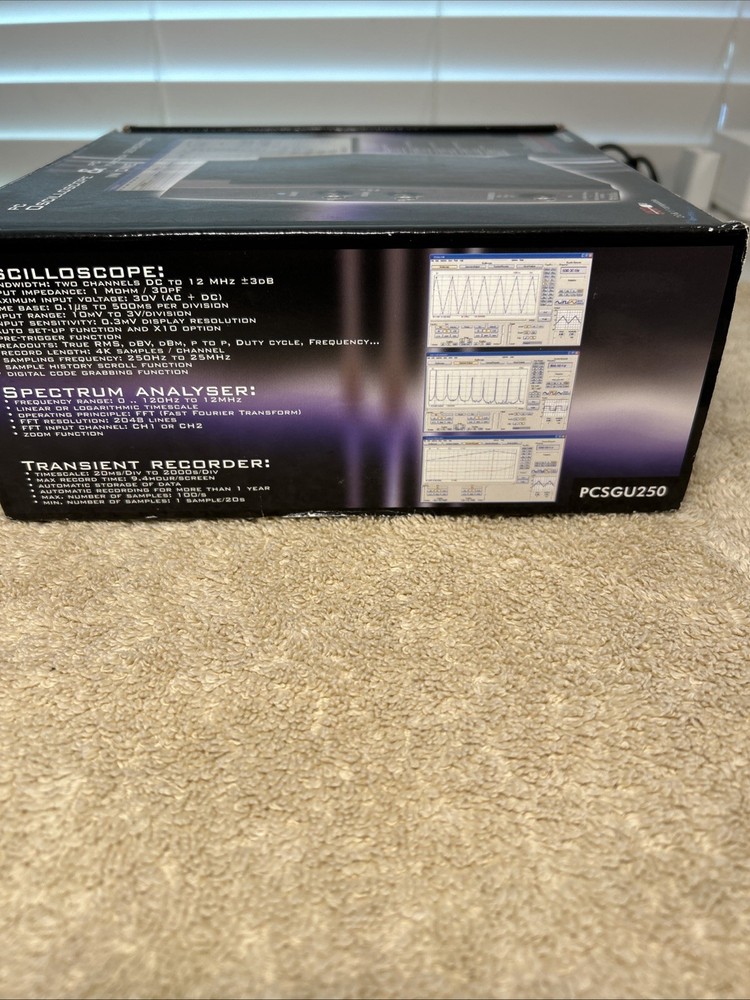 PC
OSCILLOSCOPE &
SCILLOSCOPE:
NDWIDTH: TWO CHANNELS DC TO 12 MHZ ±3DB
PUT IMPEDANCE: 1 MOHM / 30PF
AXIMUM INPUT VOLTAGE: 30V (AC + DC)
ME BASE: 0.1µS TO 500MS PER DIVISION
NPUT RANGE: 10MV TO 3V/DIVISION
INPUT SENSITIVITY: 0.3MV DISPLAY RESOLUTION
AUTO SET-UP FUNCTION AND X10 OPTION
PRE-TRIGGER FUNCTION
READOUTS: TRUE RMS, DBV, DBM, P TO P, DUTY CYCLE, FREQUENCY...
RECORD LENGTH: 4K SAMPLES / CHANNEL
SAMPLING FREQUENCY: 250HZ TO 25MHZ
SAMPLE HISTORY SCROLL FUNCTION
• DIGITAL CODE GRABBING FUNCTION
SPECTRUM ANALYSER:
• FREQUENCY RANGE: 0 .. 120HZ TO 12MHZ
• LINEAR OR LOGARITHMIC TIMESCALE
• OPERATING PRINCIPLE: FFT (FAST FOURIER TRANSFORM)
• FFT RESOLUTION: 2048 LINES
• FFT INPUT CHANNEL: CH1 OR CH2
• ZOOM FUNCTION
TRANSIENT RECORDER:
• TIMESCALE: 20MS/DIV TO 2000S/DIV
• MAX RECORD TIME: 9.4HOUR/SCREEN
• AUTOMATIC STORAGE OF DATA
• AUTOMATIC RECORDING FOR MORE THAN 1 YEAR
• MAX. NUMBER OF SAMPLES: 100/S
• MIN. NUMBER OF SAMPLES: 1 SAMPLE/20S
PCSGU250